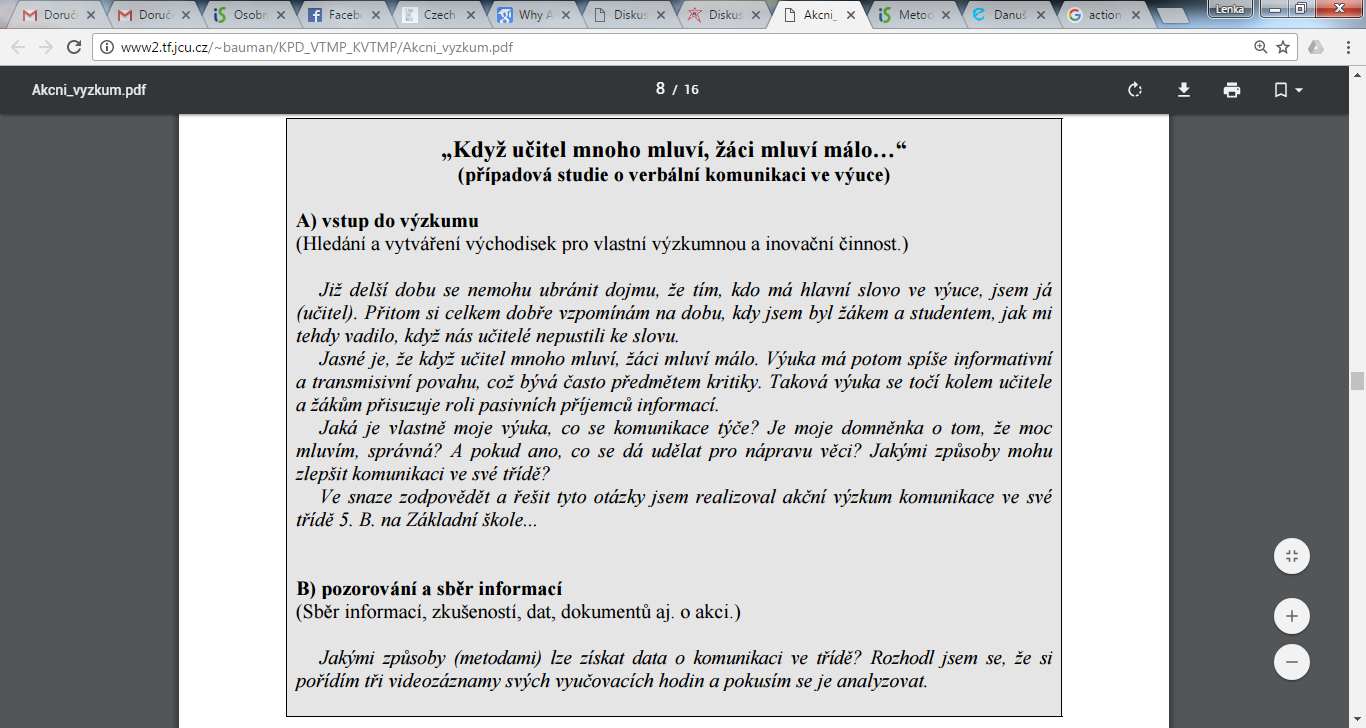 Doruč
Doruč
Osobn
Faceb
Czech
Why A
Diskus
Diskus
Akcni_
Metod
Danuš
action
Lenka
www2.tf.jcu.cz/~bauman/KPD_VTMP_KVTMP/Akcni_vyzkum.pdf
Akcni_vyzkum.pdf
8 / 16
„Když učitel mnoho mluví, žáci mluví málo…“
(případová studie o verbální komunikaci ve výuce)
A) vstup do výzkumu
(Hledání a vytváření východisek pro vlastní výzkumnou a inovační činnost.)
Již delší dobu se nemohu ubránit dojmu, že tím, kdo má hlavní slovo ve výuce, jsem já
(učitel). Přitom si celkem dobře vzpomínám na dobu, kdy jsem byl žákem a studentem, jak mi
tehdy vadilo, když nás učitelé nepustili ke slovu.
Jasné je, že když učitel mnoho mluví, žáci mluví málo. Výuka má potom spíše informativní
a transmisivní povahu, což bývá často předmětem kritiky. Taková výuka se točí kolem učitele
a žákům přisuzuje roli pasivních příjemců informací.
Jaká je vlastně moje výuka, co se komunikace týče? Je moje domněnka o tom, že moc
mluvím, správná? A pokud ano, co se dá udělat pro nápravu věci? Jakými způsoby mohu
zlepšit komunikaci ve své třídě?
Ve snaze zodpovědět a řešit tyto otázky jsem realizoval akční výzkum komunikace ve své
třídě 5. B. na Základní škole...
B) pozorování a sběr informací
(Sběr informací, zkušeností, dat, dokumentů aj. o akci.)
Jakými způsoby (metodami) lze získat data o komunikaci ve třídě? Rozhodl jsem se, že si
pořídím tři videozáznamy svých vyučovacích hodin a pokusím se je analyzovat.